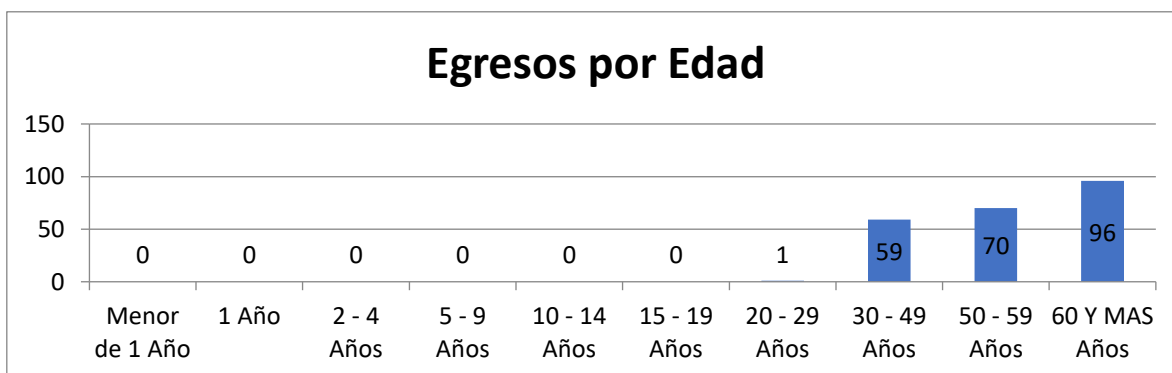 Egresos por Edad
150
100
50
0
0 0 0 0 0 0 1 59 70 96
Menor de 1 Año
1 Año
2 - 4 Años
5 - 9 Años
10 - 14 Años
15 - 19 Años
20 - 29 Años
30 - 49 Años
50 - 59 Años
60 Y MAS Años